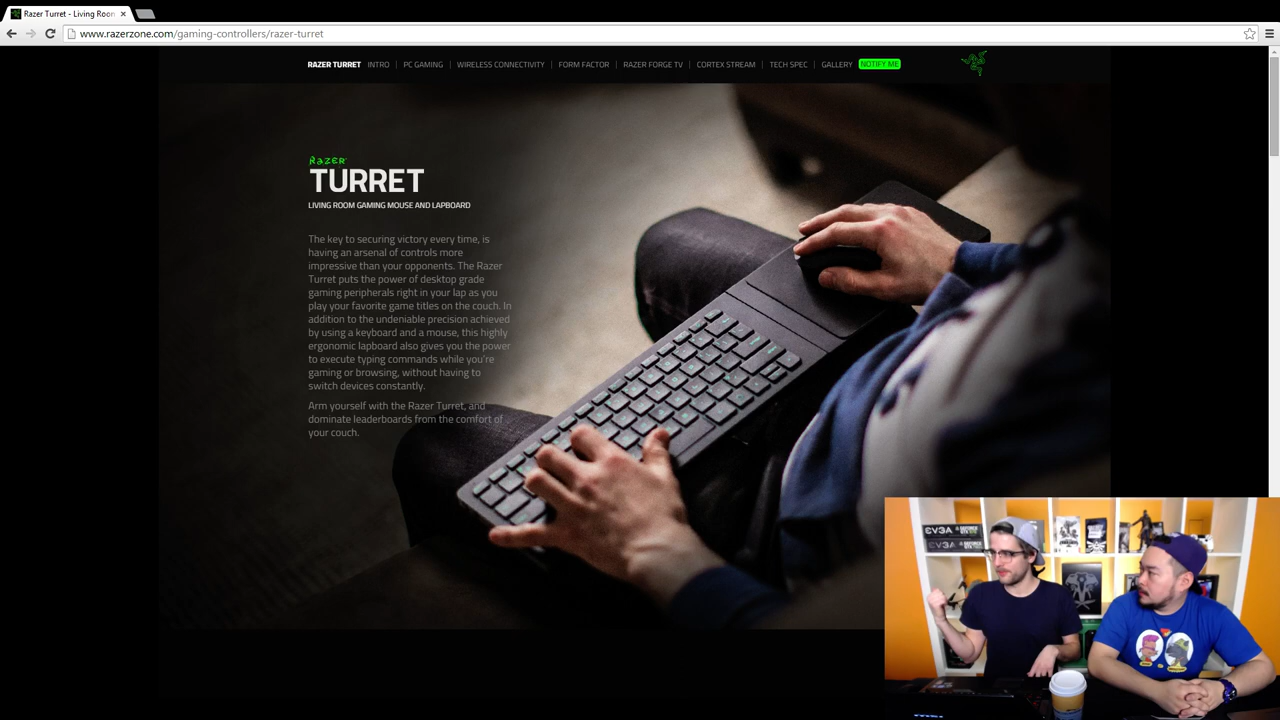 Razer Turret - Living Room
www.razerzone.com/gaming-controllers/razer-turret
RAZER TURRET INTRO PC GAMING WIRELESS CONNECTIVITY FORM FACTOR RAZER FORGE TV CORTEX STREAM TECH SPEC GALLERY NOTIFY ME
RAZER
TURRET
LIVING ROOM GAMING MOUSE AND LAPBOARD
The key to securing victory every time, is
having an arsenal of controls more
impressive than your opponents. The Razer
Turret puts the power of desktop grade
gaming peripherals right in your lap as you
play your favorite game titles on the couch. In
addition to the undeniable precision achieved
by using a keyboard and a mouse, this highly
ergonomic lapboard also gives you the power
to execute typing commands while you're
gaming or browsing, without having to
switch devices constantly.
Arm yourself with the Razer Turret, and
dominate leaderboards from the comfort of
your couch.
EVGA GEFORCE